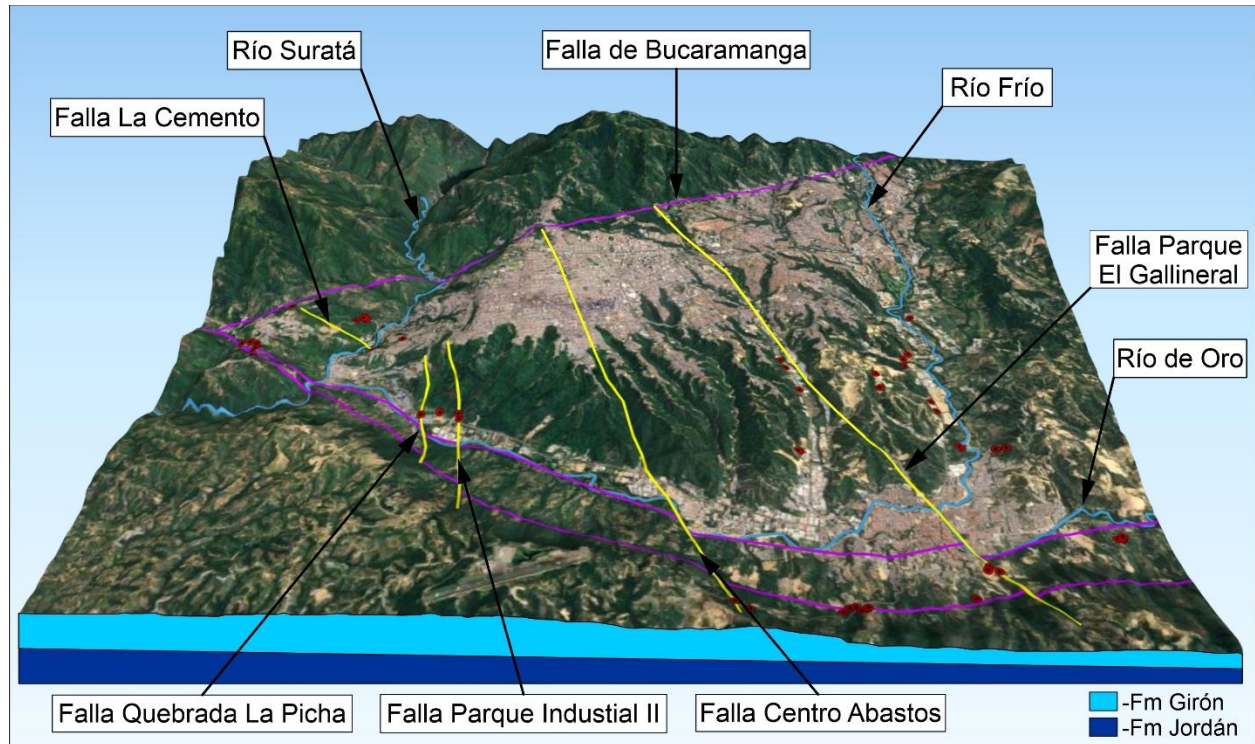 Río Suratá
Falla de Bucaramanga
Río Frío
Falla La Cemento
Falla Parque
El Gallineral
Río de Oro
Falla Quebrada La Picha
Falla Parque Industial II
Falla Centro Abastos
-Fm Girón
-Fm Jordán